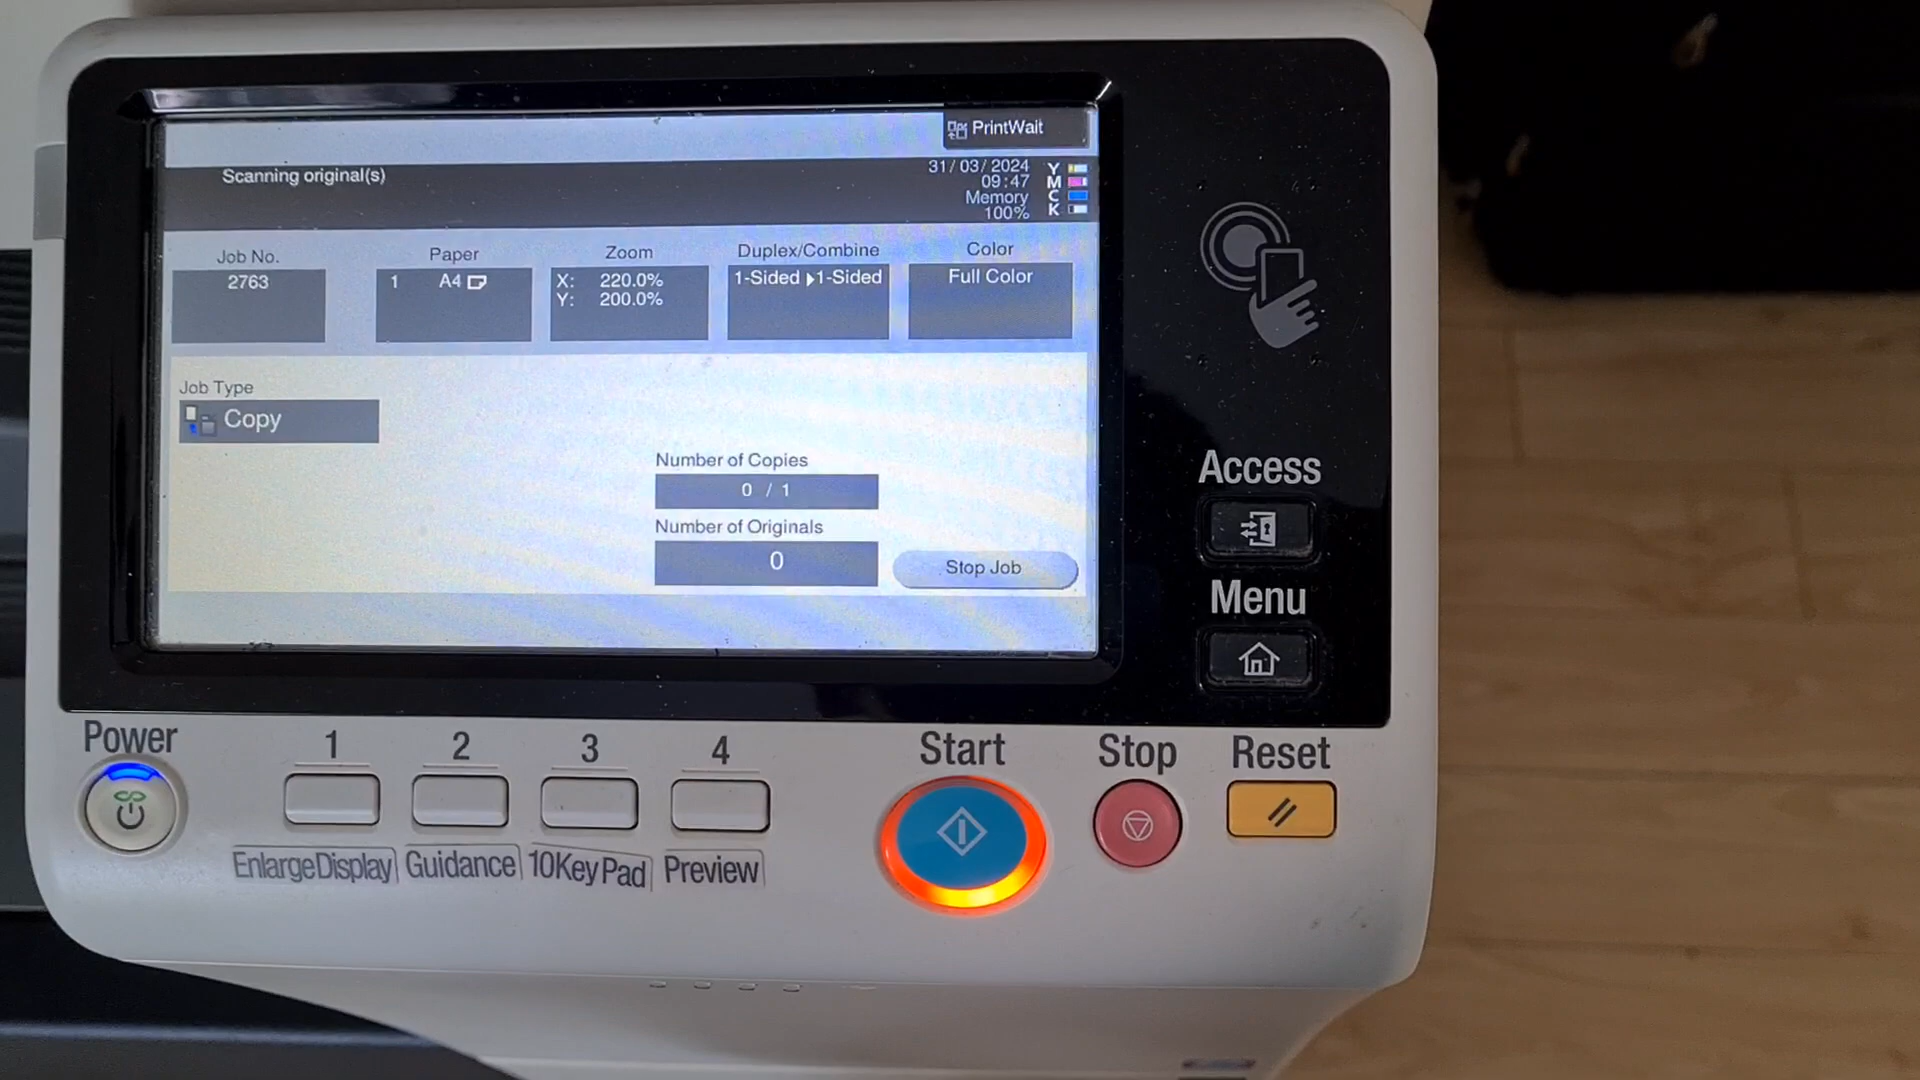 PrintWait
Scanning original(s)
31/03/2024
09:47
Memory
100%
Y
M
C
K
Job No.
2763
Paper
1 A4
Zoom
X: 220.0%
Y: 200.0%
Duplex/Combine
1-Sided ▶1-Sided
Color
Full Color
Job Type
Copy
Number of Copies
0 / 1
Number of Originals
0
Stop Job
Access
Menu
Power
1
2
3
4
Start
Stop
Reset
EnlargeDisplay
Guidance
10KeyPad
Preview